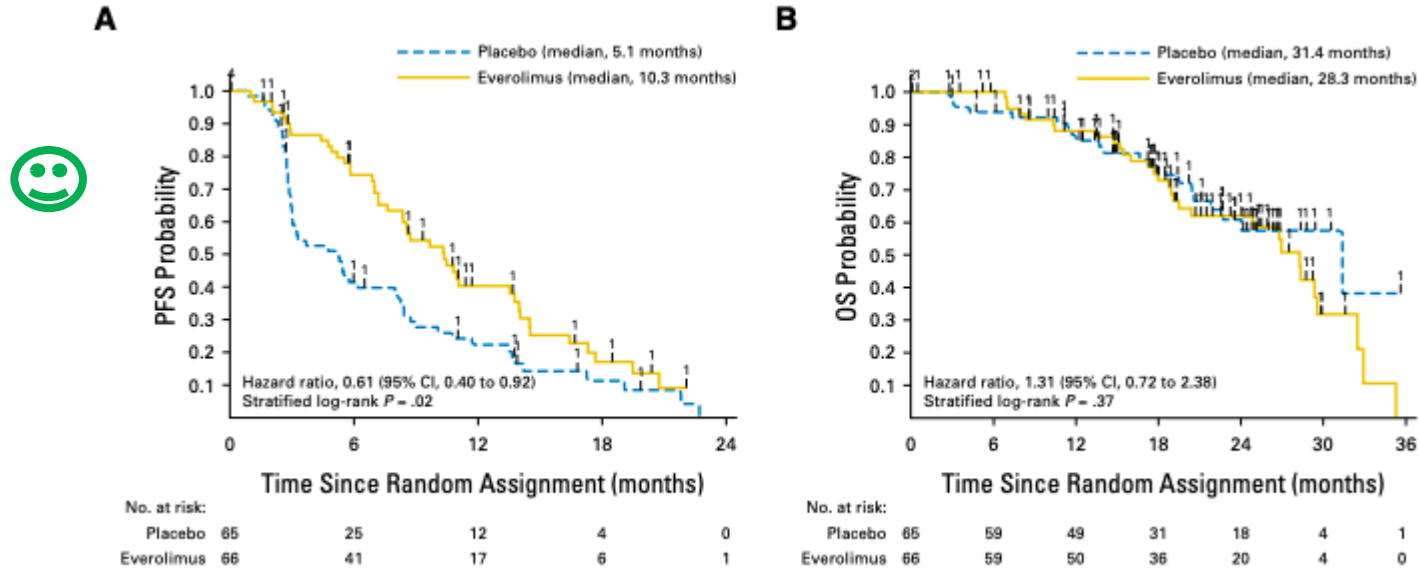 A
Placebo (median, 5.1 months)
Everolimus (median, 10.3 months)
PFS Probability
1.0
0.9
0.8
0.7
0.6
0.5
0.4
0.3
0.2
0.1
Hazard ratio, 0.61 (95% CI, 0.40 to 0.92)
Stratified log-rank P = .02
0 6 12 18 24
Time Since Random Assignment (months)
No. at risk:
Placebo 65 25 12 4 0
Everolimus 66 41 17 6 1
B
Placebo (median, 31.4 months)
Everolimus (median, 28.3 months)
OS Probability
1.0
0.9
0.8
0.7
0.6
0.5
0.4
0.3
0.2
0.1
Hazard ratio, 1.31 (95% CI, 0.72 to 2.38)
Stratified log-rank P = .37
0 6 12 18 24 30 36
Time Since Random Assignment (months)
No. at risk:
Placebo 65 59 49 31 18 4 1
Everolimus 66 59 50 36 20 4 0